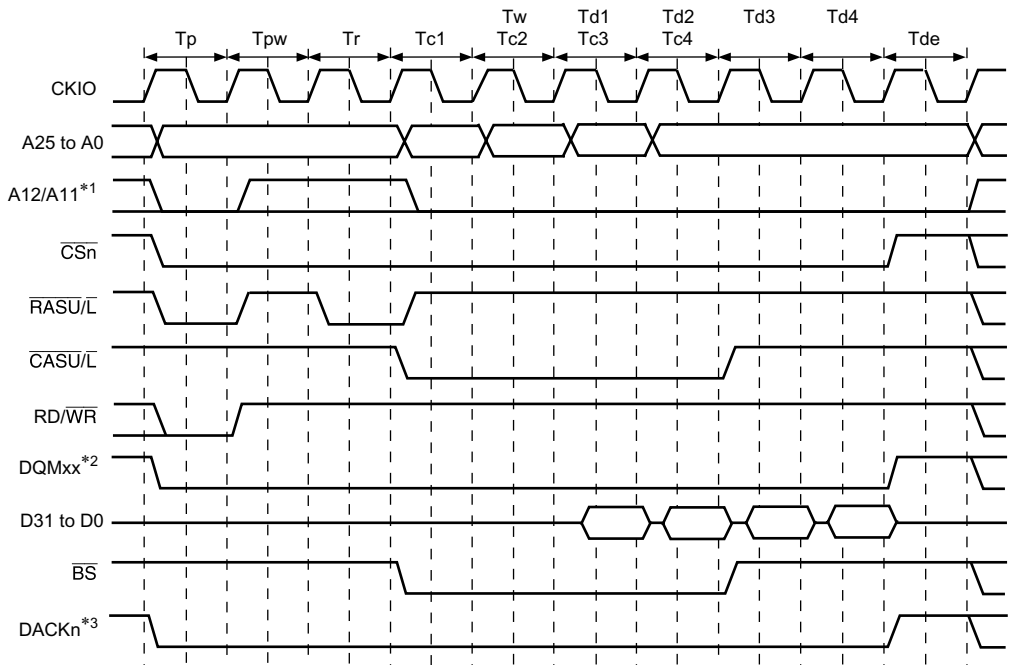 Tw Td1 Td2 Td3 Td4
Tp Tpw Tr Tc1 Tc2 Tc3 Tc4 Tde
CKIO
A25 to A0
A12/A11*1
CSn
RASU/L
CASU/L
RD/WR
DQMxx*2
D31 to D0
BS
DACKn*3